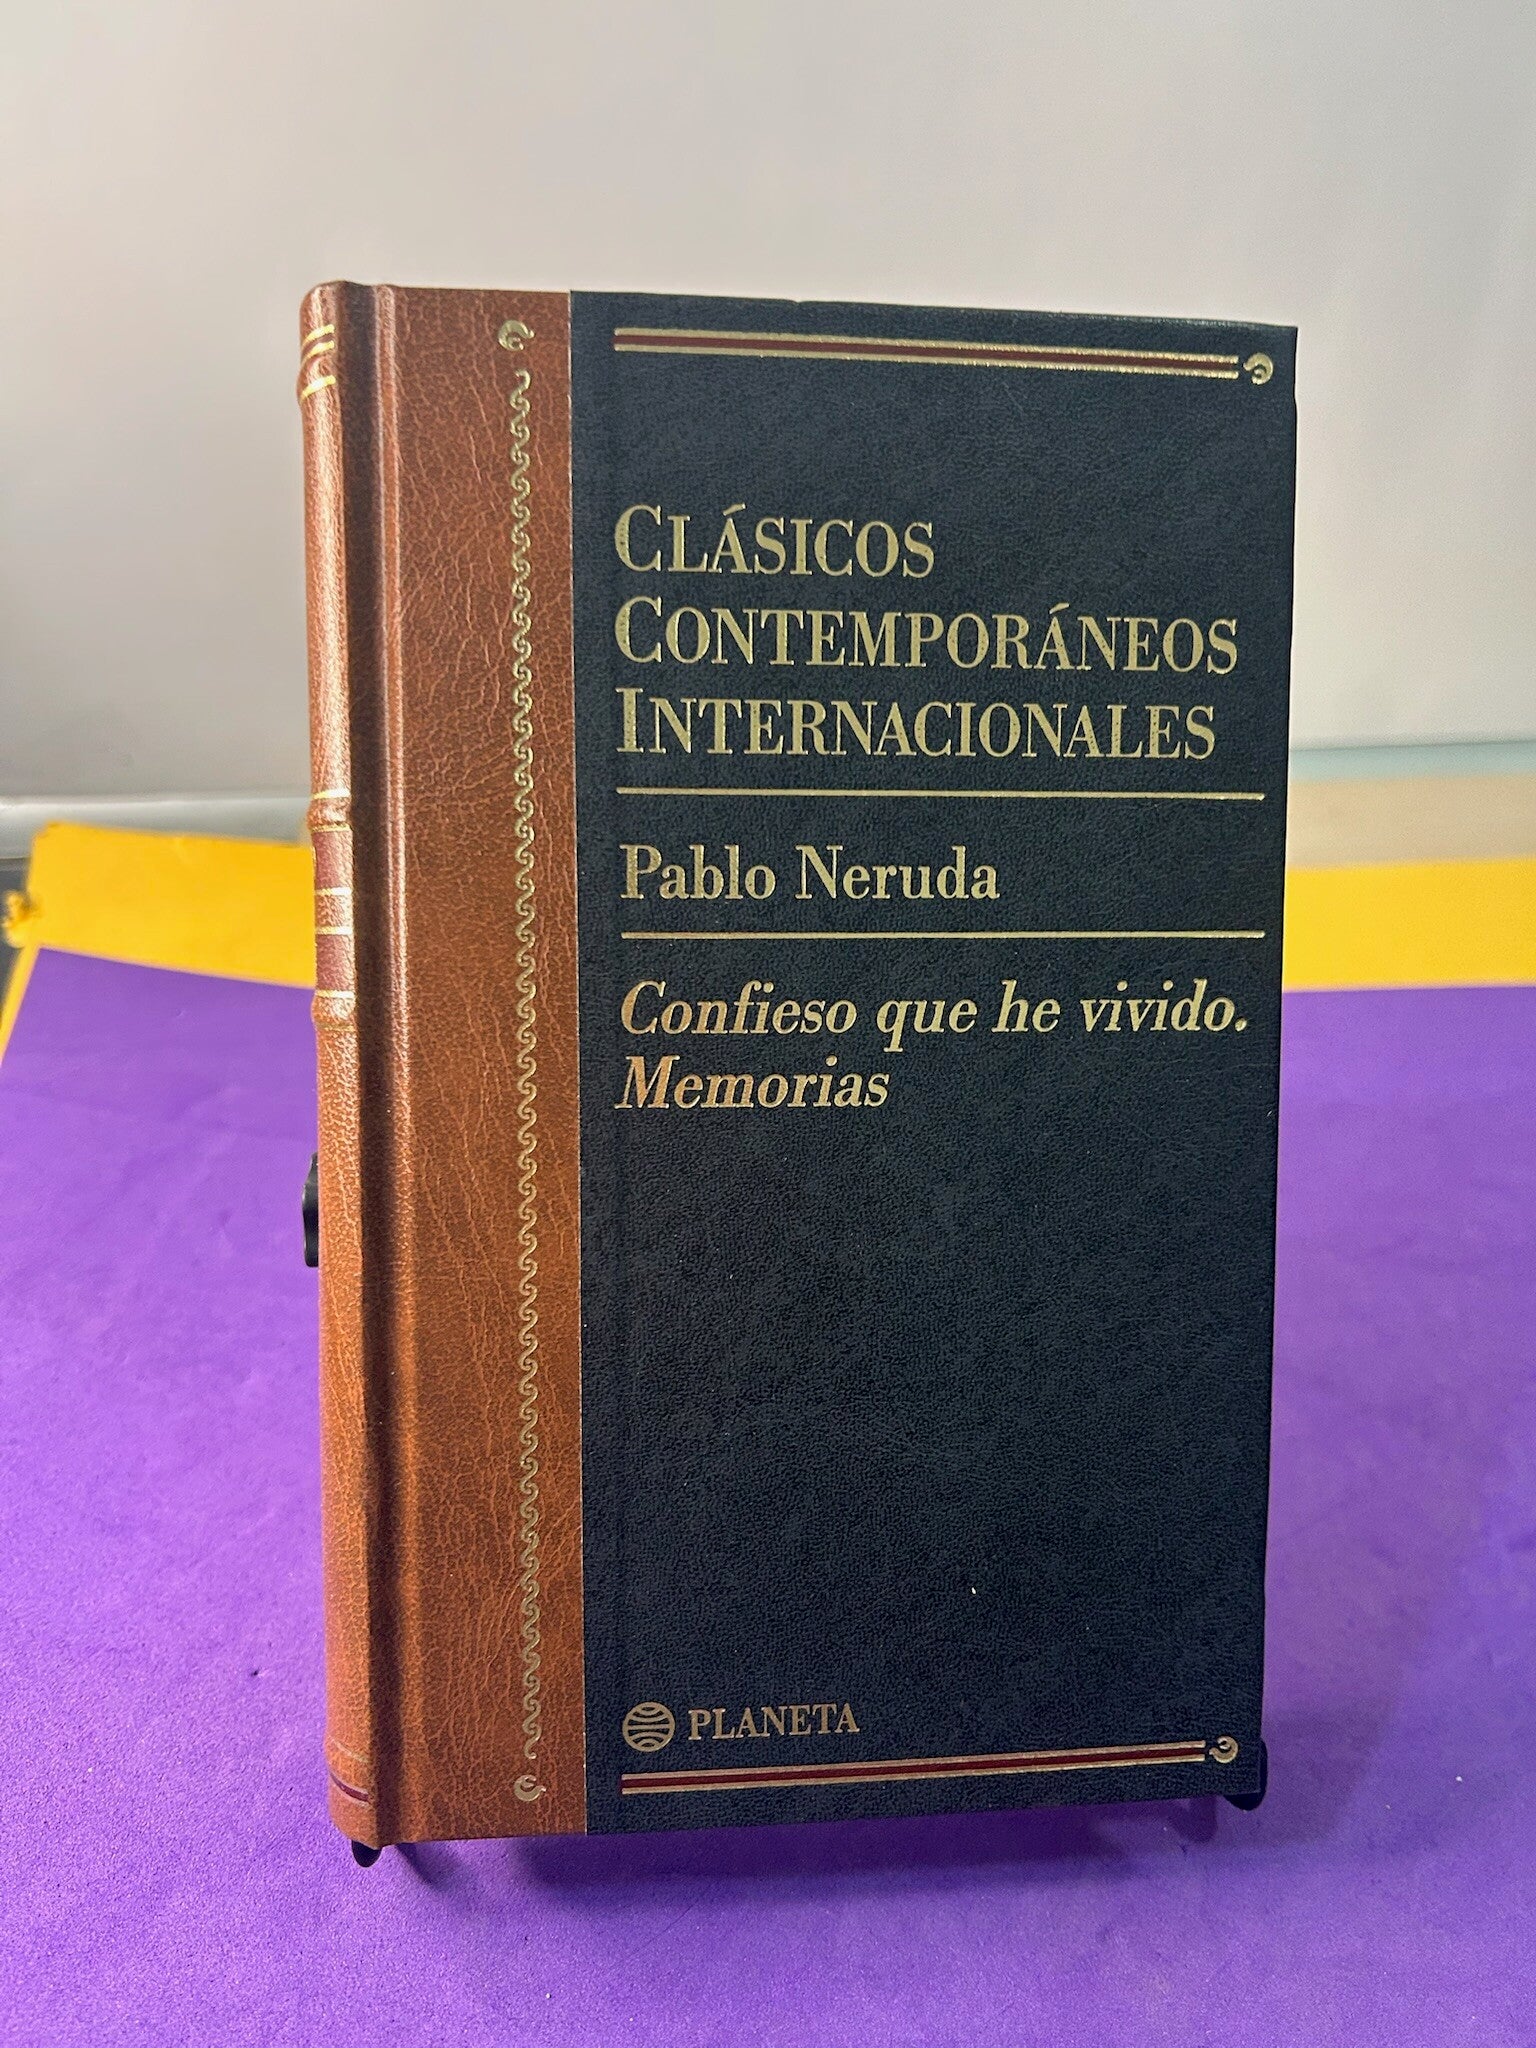 CLÁSICOS
CONTEMPORÁNEOS
INTERNACIONALES
Pablo Neruda
Confieso que he vivido.
Memorias
PLANETA